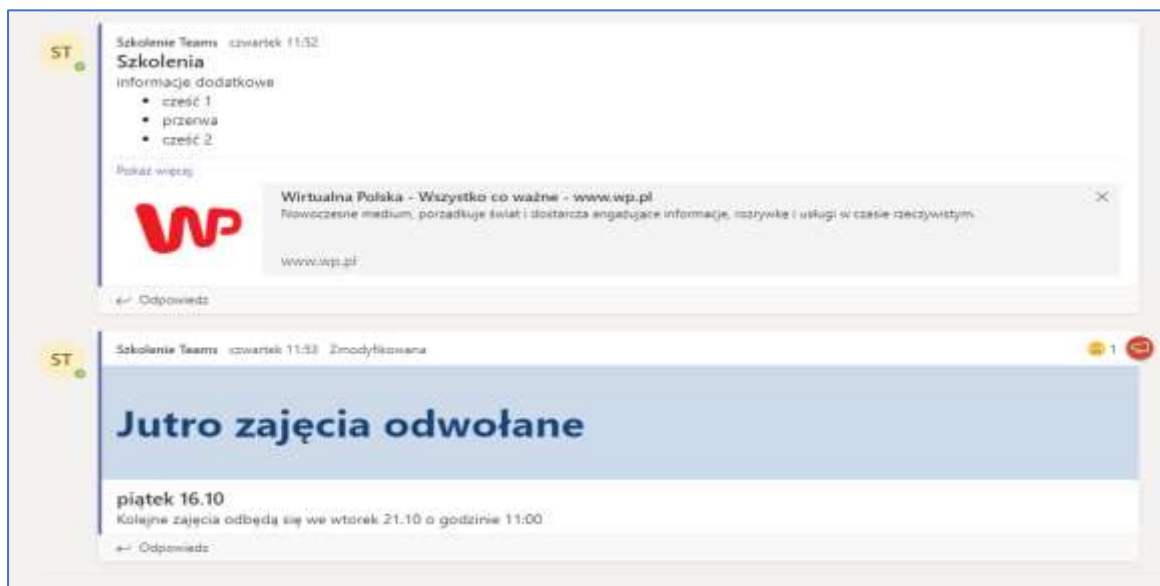 ST
Szkolenie Teams czwartek 11:52
Szkolenia
informacje dodatkowe
• cześć 1
• przerwa
• cześć 2
Pokaż więcej
WP
Wirtualna Polska - Wszystko co ważne - www.wp.pl
Nowoczesne medium, porządkuje świat i dostarcza angażujące informacje, rozrywkę i usługi w czasie rzeczywistym.
www.wp.pl
Odpowiedz
ST
Szkolenie Teams czwartek 11:53 Zmodyfikowana
1
Jutro zajęcia odwołane
piątek 16.10
Kolejne zajęcia odbędą się we wtorek 21.10 o godzinie 11:00
Odpowiedz